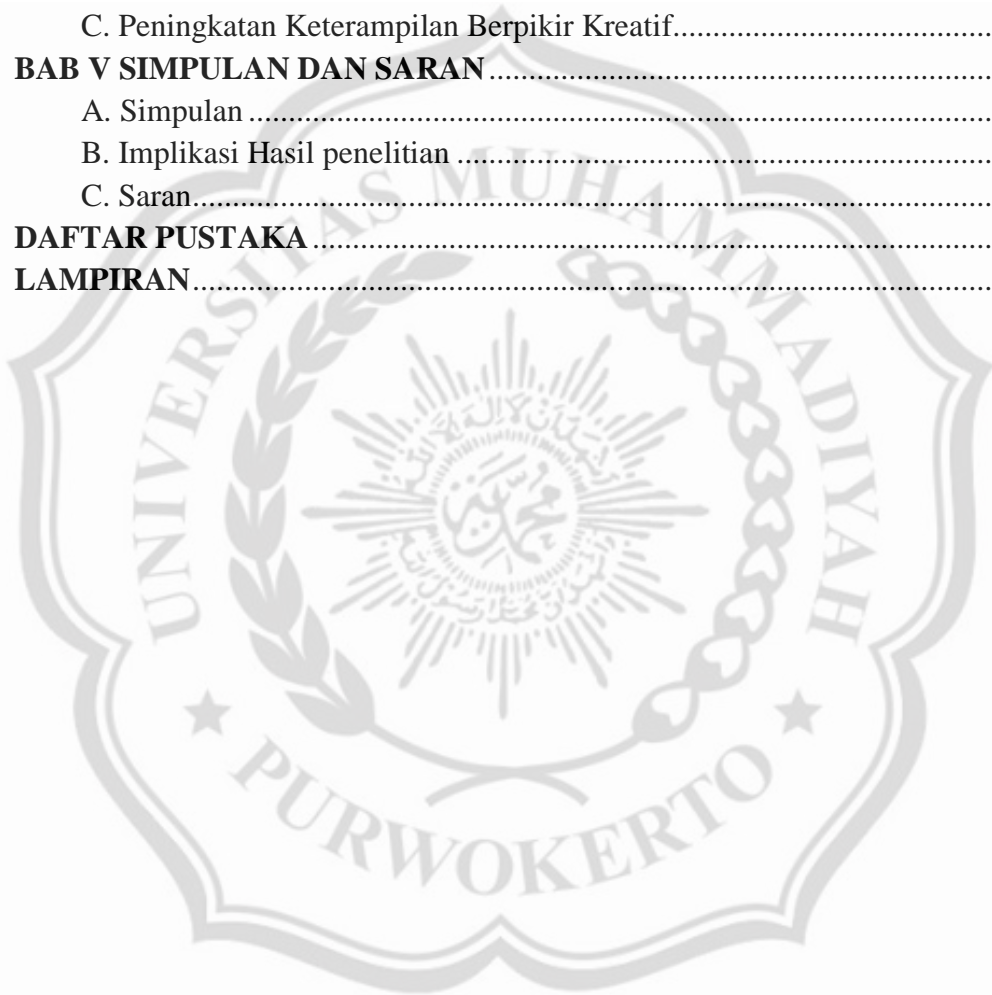 C. Peningkatan Keterampilan Berpikir Kreatif....................................
BAB V SIMPULAN DAN SARAN..............................................................
A. Simpulan....................................................................................................
B. Implikasi Hasil penelitian........................................................................
C. Saran..........................................................................................................
DAFTAR PUSTAKA......................................................................................
LAMPIRAN....................................................................................................
UNIVERSITAS MUHAMMADIYAH
PURWOKERTO
محمدية